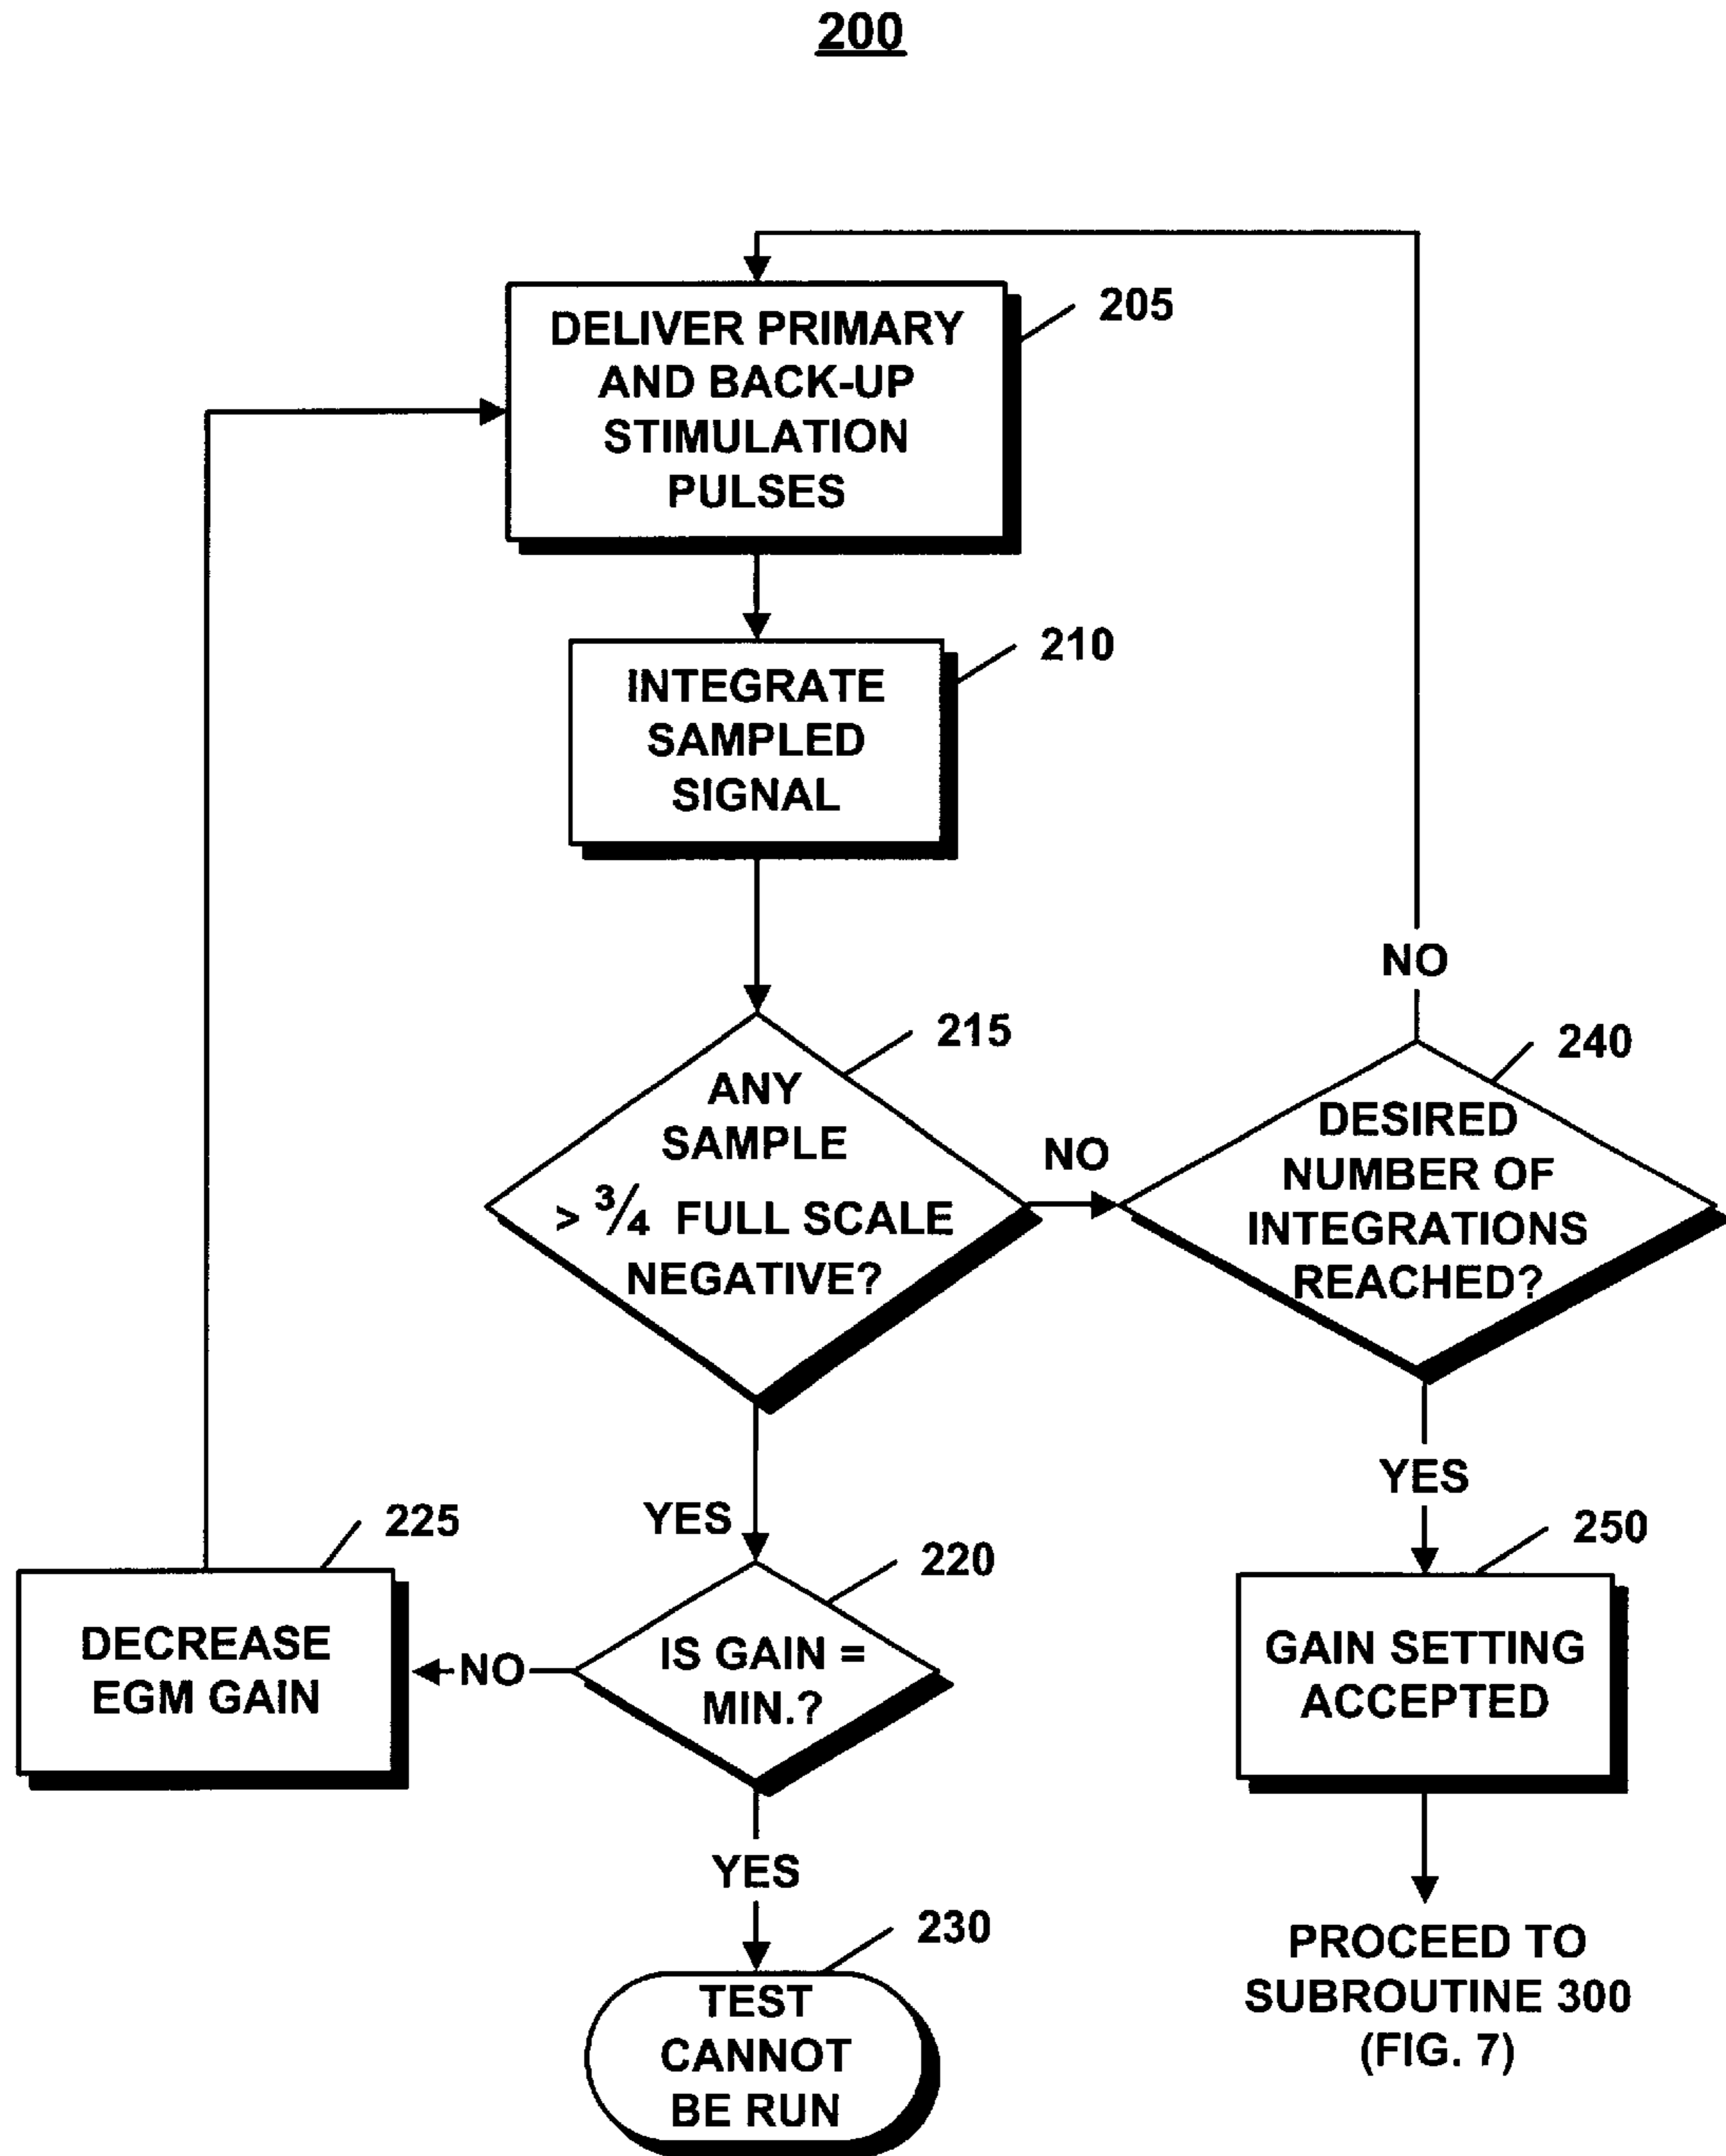 200
DELIVER PRIMARY
AND BACK-UP
STIMULATION
PULSES
205
INTEGRATE
SAMPLED
SIGNAL
210
ANY
SAMPLE
> 3/4 FULL SCALE
NEGATIVE?
215
NO
DESIRED
NUMBER OF
INTEGRATIONS
REACHED?
240
NO
YES
YES
IS GAIN =
MIN.?
220
NO
DECREASE
EGM GAIN
225
GAIN SETTING
ACCEPTED
250
YES
TEST
CANNOT
BE RUN
230
PROCEED TO
SUBROUTINE 300
(FIG. 7)